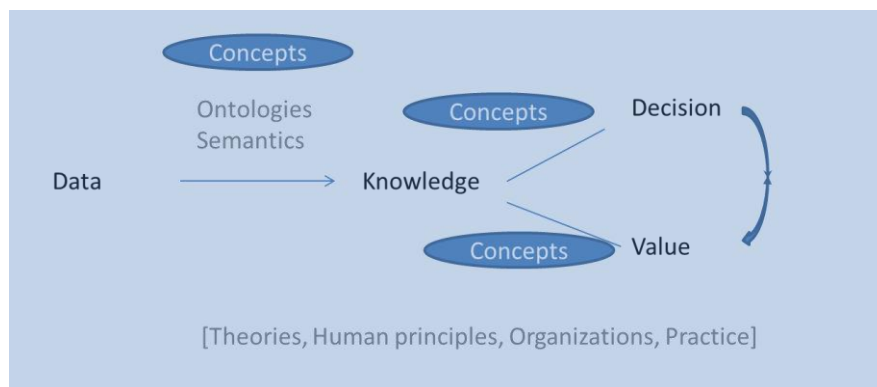 Concepts
Ontologies
Semantics
Concepts
Decision
Data
Knowledge
Concepts
Value
[Theories, Human principles, Organizations, Practice]